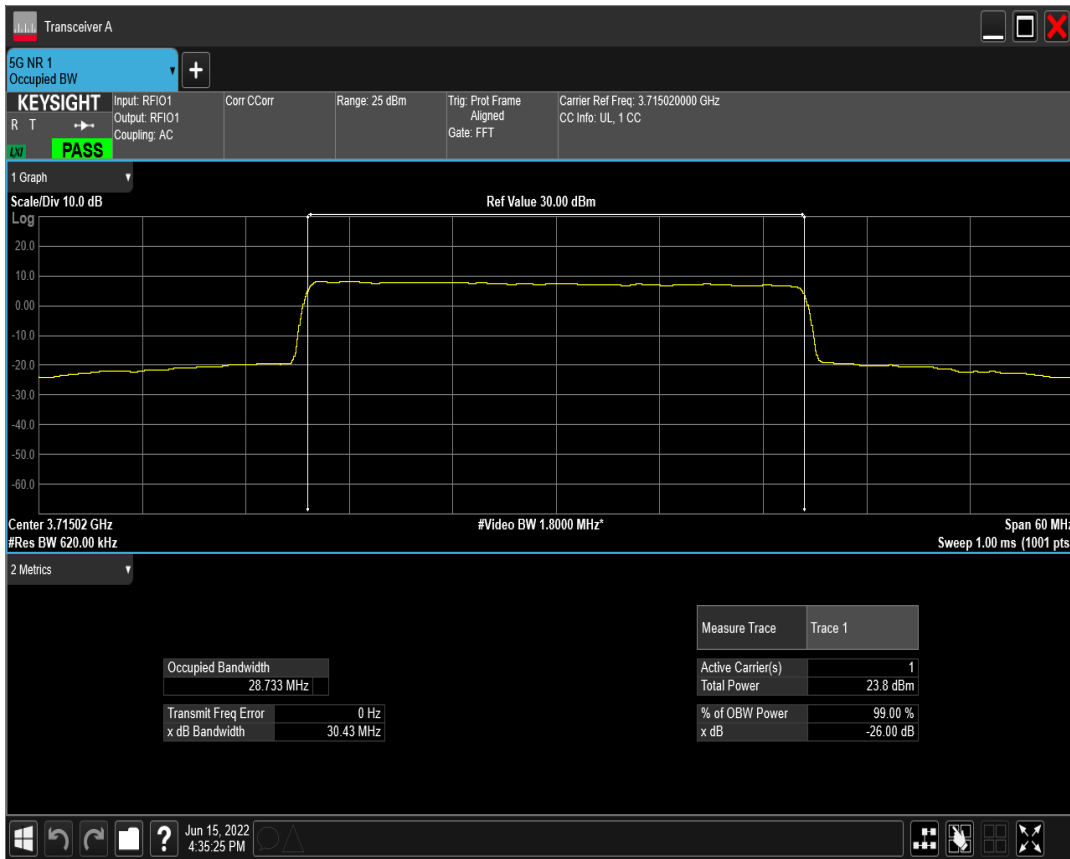 Transceiver A
5G NR 1
Occupied BW
+
KEYSIGHT
R T
LXI
PASS
Input: RFIO1
Output: RFIO1
Coupling: AC
Corr CCorr
Range: 25 dBm
Trig: Prot Frame
Aligned
Gate: FFT
Carrier Ref Freq: 3.715020000 GHz
CC Info: UL, 1 CC
1 Graph
Scale/Div 10.0 dB
Ref Value 30.00 dBm
Log
20.0
10.0
0.00
-10.0
-20.0
-30.0
-40.0
-50.0
-60.0
Center 3.71502 GHz
#Video BW 1.8000 MHz*
Span 60 MHz
#Res BW 620.00 kHz
Sweep 1.00 ms (1001 pts
2 Metrics
Measure Trace Trace 1
Occupied Bandwidth
28.733 MHz
Active Carrier(s) 1
Total Power 23.8 dBm
Transmit Freq Error 0 Hz
x dB Bandwidth 30.43 MHz
% of OBW Power 99.00 %
x dB -26.00 dB
?
Jun 15, 2022
4:35:25 PM